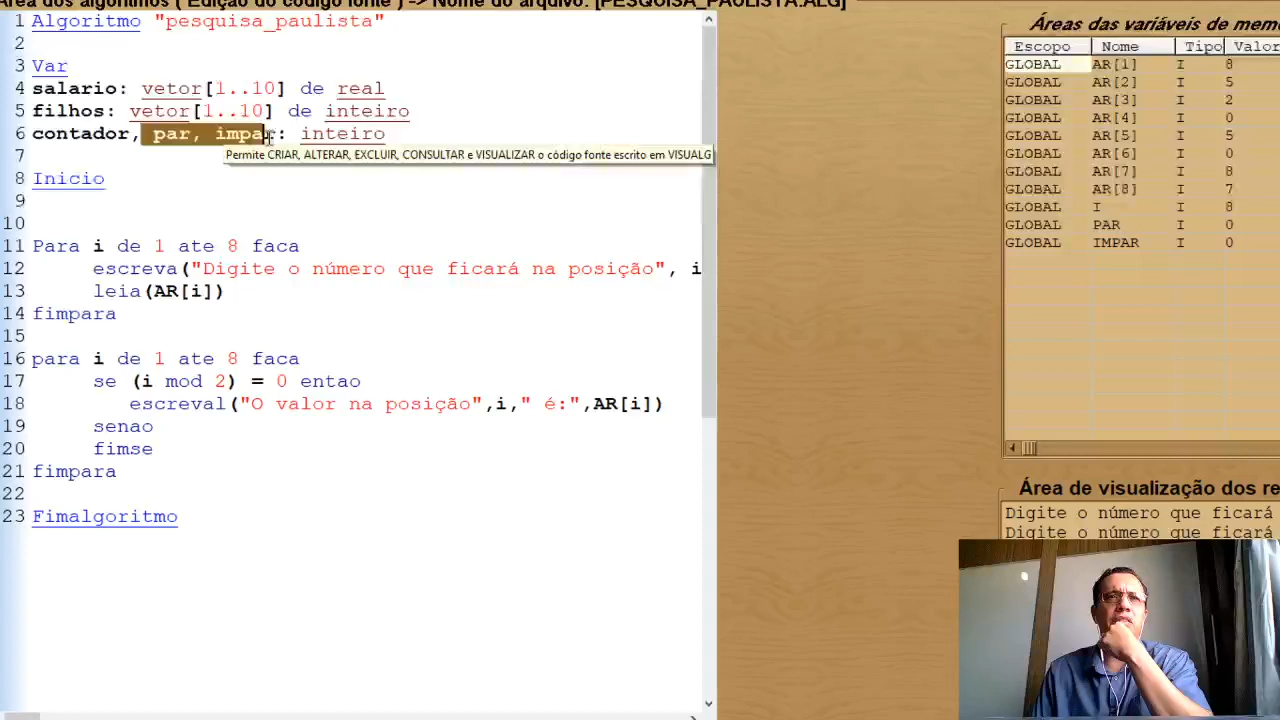 Área dos algoritmos ( Edição do código fonte ) -> Nome do arquivo: [PESQUISA_PAULISTA.ALG]
1 Algoritmo "pesquisa_paulista"
2
3 Var
4 salario: vetor[1..10] de real
5 filhos: vetor[1..10] de inteiro
6 contador, par, impar: inteiro
Permite CRIAR, ALTERAR, EXCLUIR, CONSULTAR e VISUALIZAR o código fonte escrito em VISUALG
7
8 Inicio
9
10
11 Para i de 1 ate 8 faca
12 escreva("Digite o número que ficará na posição", i
13 leia(AR[i])
14 fimpara
15
16 para i de 1 ate 8 faca
17 se (i mod 2) = 0 entao
18 escreval("O valor na posição",i," é:",AR[i])
19 senao
20 fimse
21 fimpara
22
23 Fimalgoritmo
Áreas das variáveis de mem
Escopo Nome Tipo Valor
GLOBAL AR[1] I 8
GLOBAL AR[2] I 5
GLOBAL AR[3] I 2
GLOBAL AR[4] I 0
GLOBAL AR[5] I 5
GLOBAL AR[6] I 0
GLOBAL AR[7] I 8
GLOBAL AR[8] I 7
GLOBAL I I 8
GLOBAL PAR I 0
GLOBAL IMPAR I 0
Área de visualização dos re
Digite o número que ficará
Digite o número que ficará